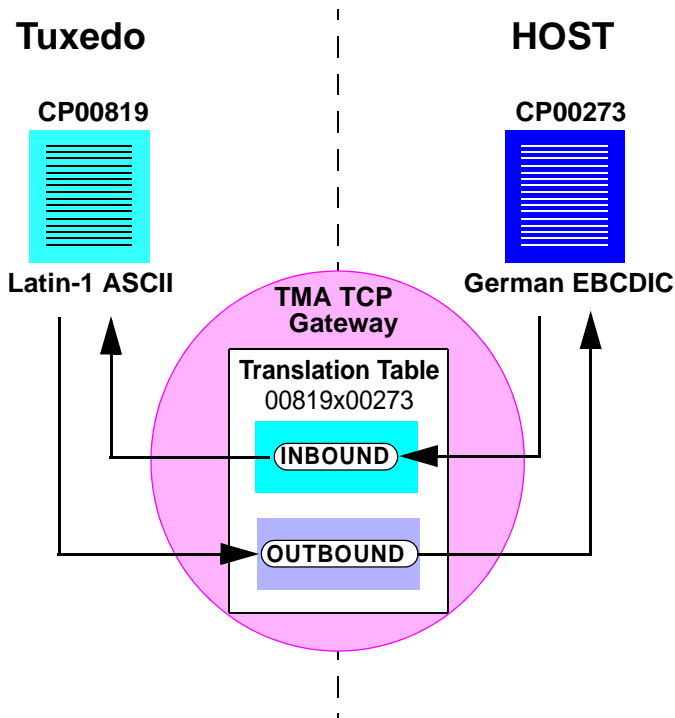 Tuxedo
HOST
CP00819
CP00273
Latin-1 ASCII
German EBCDIC
TMA TCP
Gateway
Translation Table
00819x00273
INBOUND
OUTBOUND